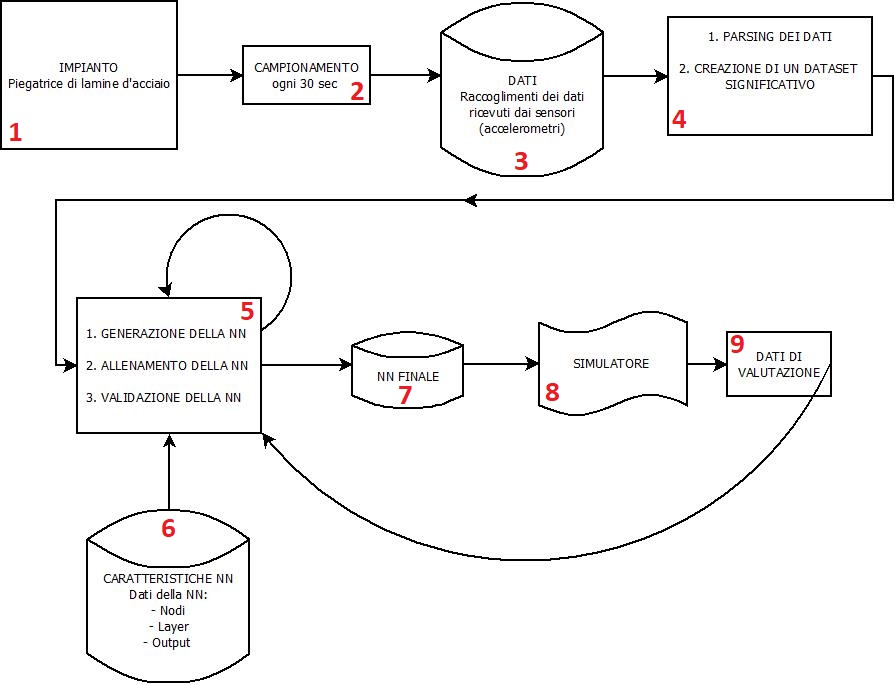 IMPIANTO
Piegatrice di lamine d'acciaio
1
CAMPIONAMENTO
ogni 30 sec
2
DATI
Raccoglimenti dei dati
ricevuti dai sensori
(accelerometri)
3
1. PARSING DEI DATI
2. CREAZIONE DI UN DATASET
SIGNIFICATIVO
4
5
1. GENERAZIONE DELLA NN
2. ALLENAMENTO DELLA NN
3. VALIDAZIONE DELLA NN
6
CARATTERISTICHE NN
Dati della NN:
- Nodi
- Layer
- Output
NN FINALE
7
SIMULATORE
8
9
DATI DI
VALUTAZIONE